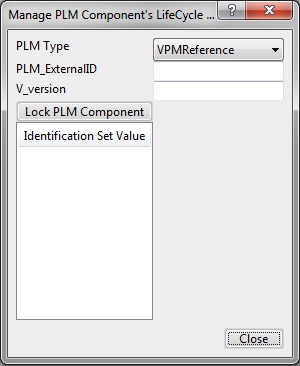 Manage PLM Component's LifeCycle ...
PLM Type VPMReference
PLM_ExternalID
V_version
Lock PLM Component
Identification Set Value
Close